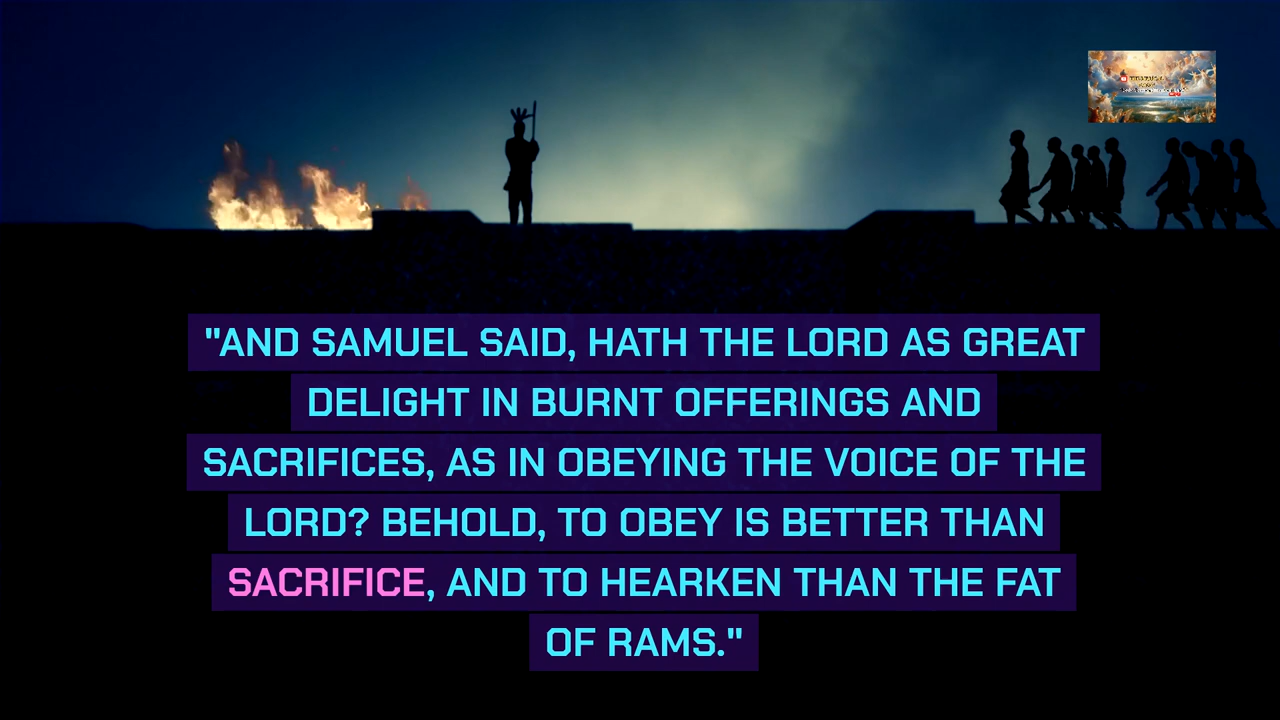 "AND SAMUEL SAID, HATH THE LORD AS GREAT
DELIGHT IN BURNT OFFERINGS AND
SACRIFICES, AS IN OBEYING THE VOICE OF THE
LORD? BEHOLD, TO OBEY IS BETTER THAN
SACRIFICE, AND TO HEARKEN THAN THE FAT
OF RAMS."